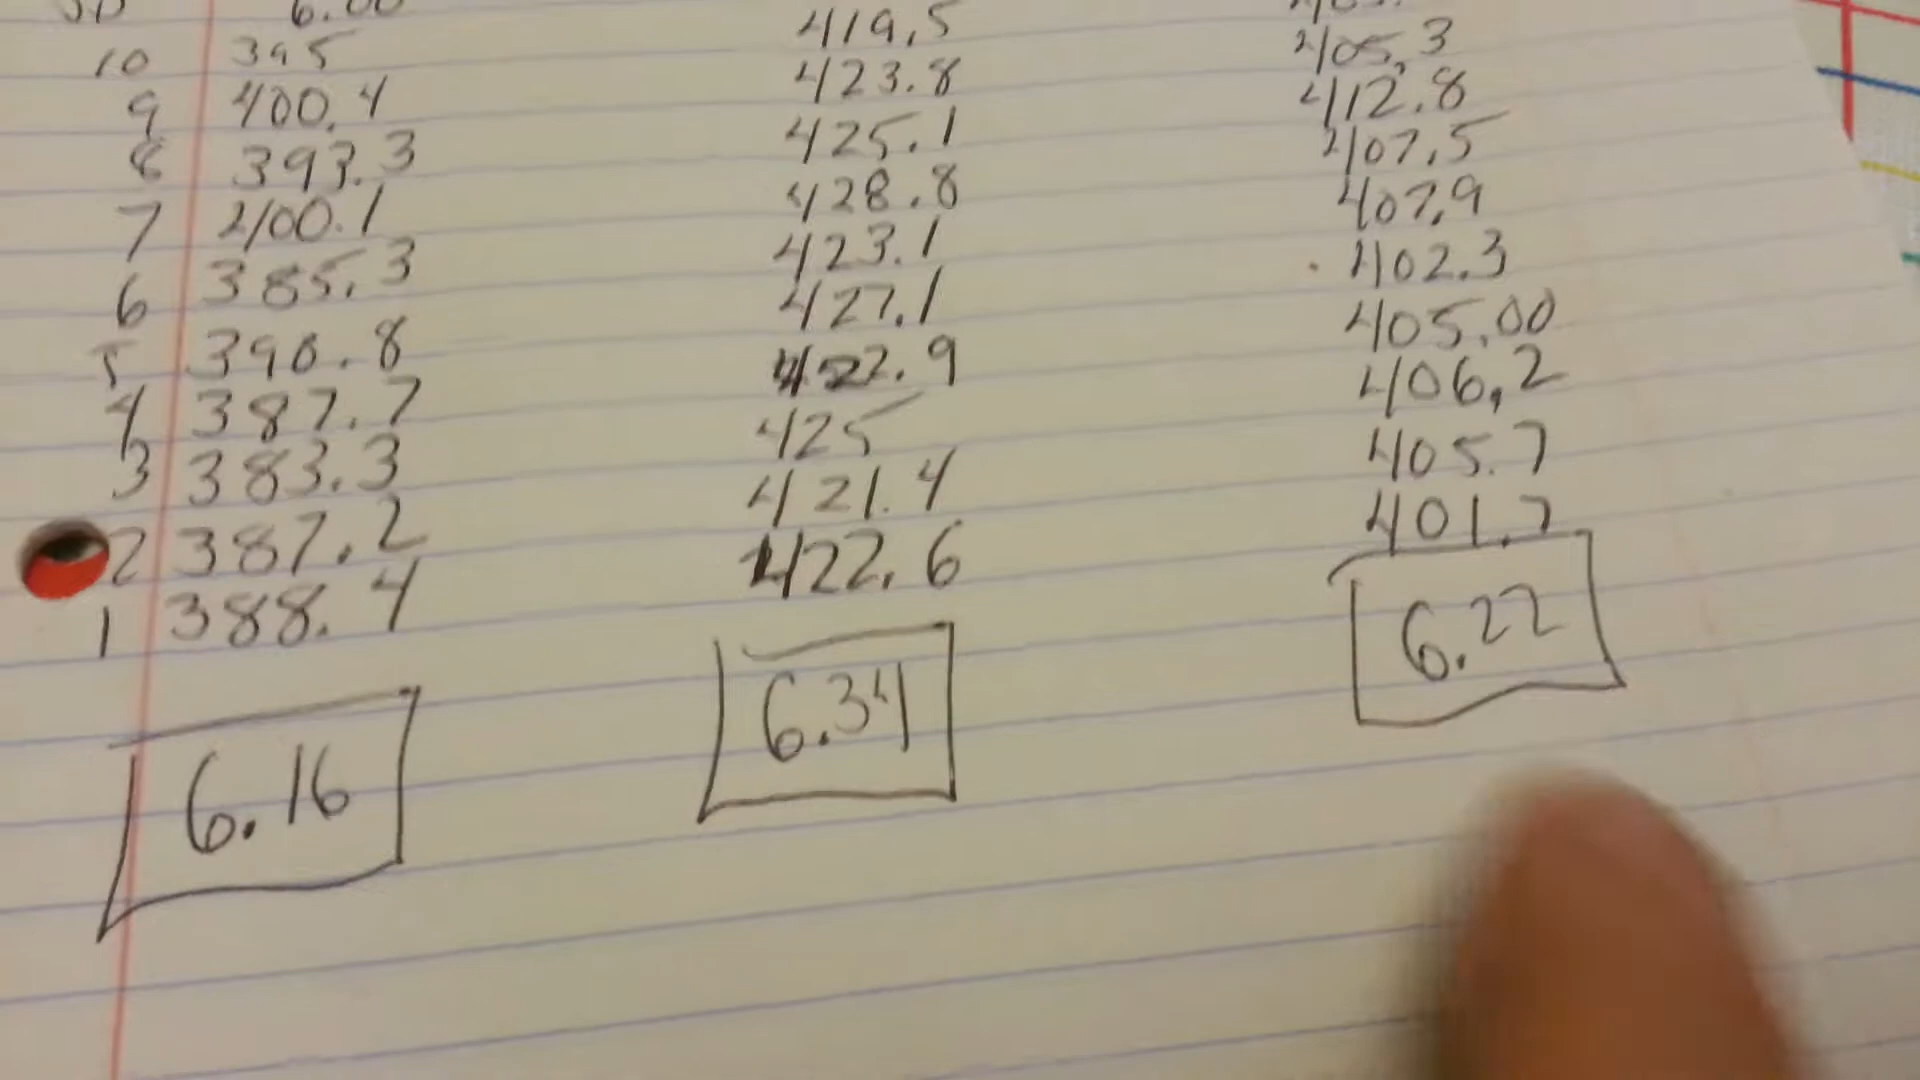 6.00
10 395 419.5 405.3
9 400.4 423.8 412.8
8 393.3 425.1 407.5
7 400.1 428.8 407.9
6 385.3 423.1 402.3
5 390.8 427.1 405.00
4 387.7 422.9 406.2
3 383.3 425 405.7
2 387.2 421.4 401.7
1 388.4 422.6
6.16 6.34 6.22